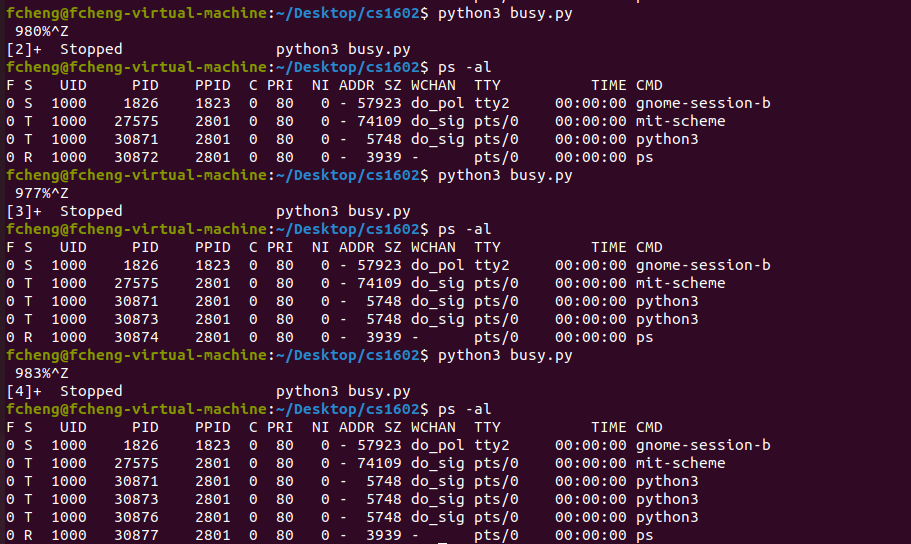 fcheng@fcheng-virtual-machine:~/Desktop/cs1602$ python3 busy.py
 980%^Z
[2]+  Stopped                 python3 busy.py
fcheng@fcheng-virtual-machine:~/Desktop/cs1602$ ps -al
F S   UID     PID    PPID  C PRI  NI ADDR SZ WCHAN  TTY          TIME CMD
0 S  1000    1826    1823  0  80   0 - 57923 do_pol tty2     00:00:00 gnome-session-b
0 T  1000   27575    2801  0  80   0 - 74109 do_sig pts/0    00:00:00 mit-scheme
0 T  1000   30871    2801  0  80   0 -  5748 do_sig pts/0    00:00:00 python3
0 R  1000   30872    2801  0  80   0 -  3939 -      pts/0    00:00:00 ps
fcheng@fcheng-virtual-machine:~/Desktop/cs1602$ python3 busy.py
 977%^Z
[3]+  Stopped                 python3 busy.py
fcheng@fcheng-virtual-machine:~/Desktop/cs1602$ ps -al
F S   UID     PID    PPID  C PRI  NI ADDR SZ WCHAN  TTY          TIME CMD
0 S  1000    1826    1823  0  80   0 - 57923 do_pol tty2     00:00:00 gnome-session-b
0 T  1000   27575    2801  0  80   0 - 74109 do_sig pts/0    00:00:00 mit-scheme
0 T  1000   30871    2801  0  80   0 -  5748 do_sig pts/0    00:00:00 python3
0 T  1000   30873    2801  0  80   0 -  5748 do_sig pts/0    00:00:00 python3
0 R  1000   30874    2801  0  80   0 -  3939 -      pts/0    00:00:00 ps
fcheng@fcheng-virtual-machine:~/Desktop/cs1602$ python3 busy.py
 983%^Z
[4]+  Stopped                 python3 busy.py
fcheng@fcheng-virtual-machine:~/Desktop/cs1602$ ps -al
F S   UID     PID    PPID  C PRI  NI ADDR SZ WCHAN  TTY          TIME CMD
0 S  1000    1826    1823  0  80   0 - 57923 do_pol tty2     00:00:00 gnome-session-b
0 T  1000   27575    2801  0  80   0 - 74109 do_sig pts/0    00:00:00 mit-scheme
0 T  1000   30871    2801  0  80   0 -  5748 do_sig pts/0    00:00:00 python3
0 T  1000   30873    2801  0  80   0 -  5748 do_sig pts/0    00:00:00 python3
0 T  1000   30876    2801  0  80   0 -  5748 do_sig pts/0    00:00:00 python3
0 R  1000   30877    2801  0  80   0 -  3939 -      pts/0    00:00:00 ps